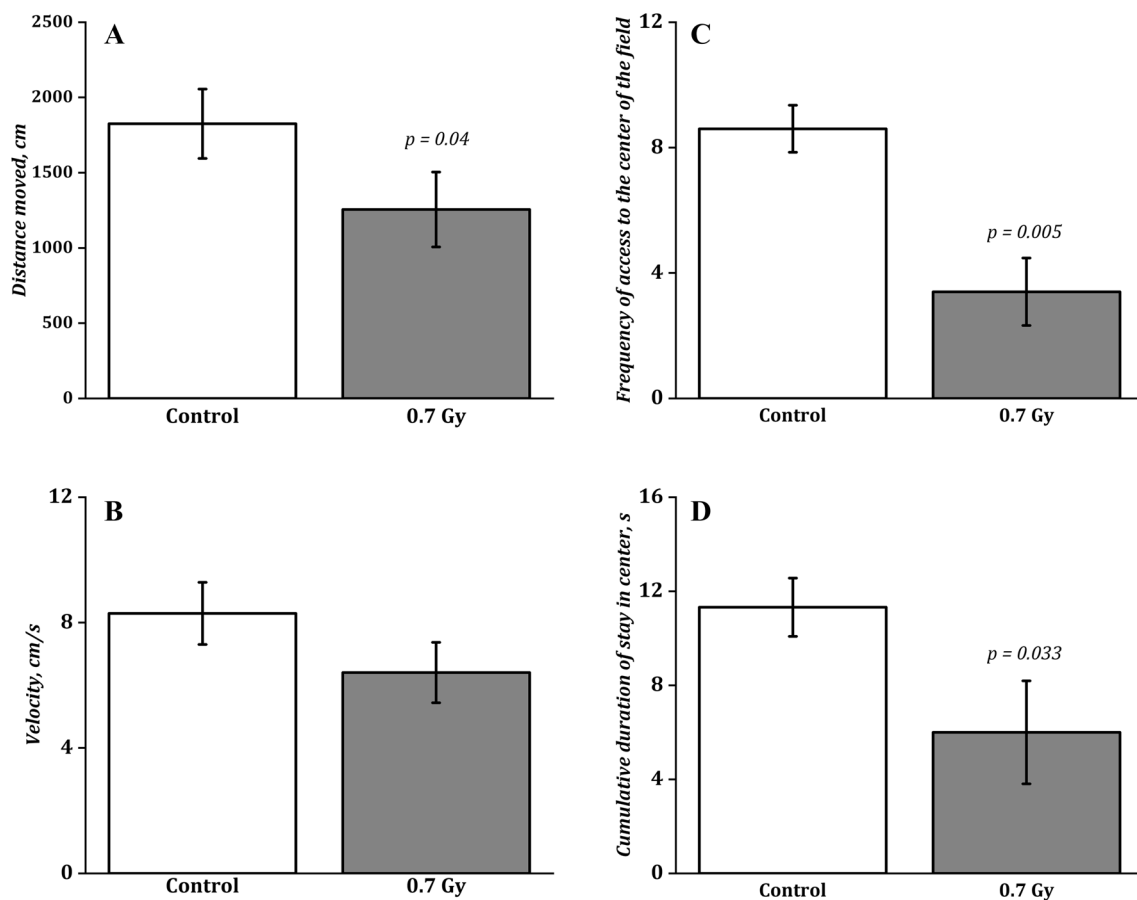 A
Distance moved, cm
2500
2000
1500
1000
500
0
p = 0.04
Control
0.7 Gy
C
Frequency of access to the center of the field
12
8
4
0
p = 0.005
Control
0.7 Gy
B
Velocity, cm/s
12
8
4
0
Control
0.7 Gy
D
Cumulative duration of stay in center, s
16
12
8
4
0
p = 0.033
Control
0.7 Gy